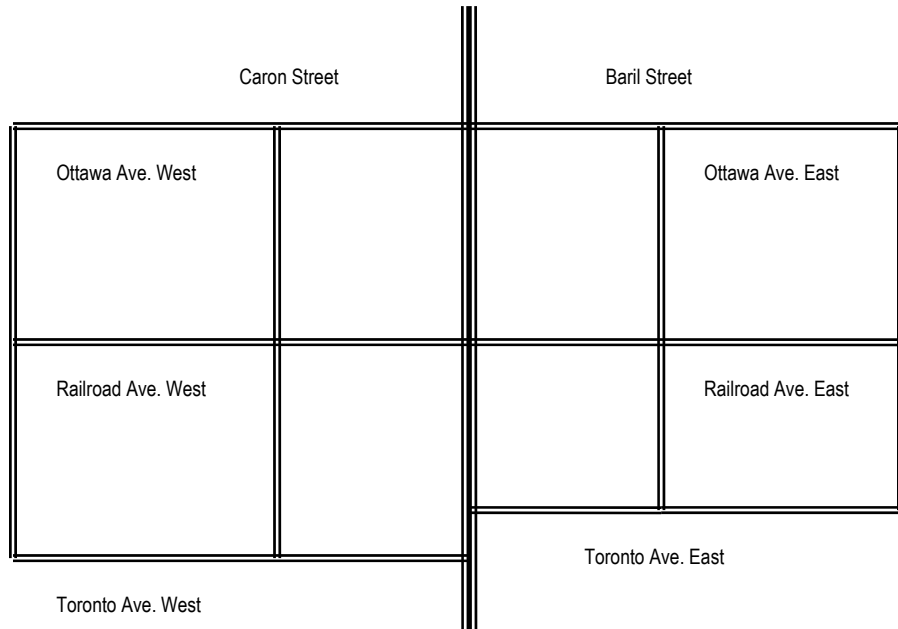 Caron Street
Baril Street
Ottawa Ave. West
Ottawa Ave. East
Railroad Ave. West
Railroad Ave. East
Toronto Ave. East
Toronto Ave. West